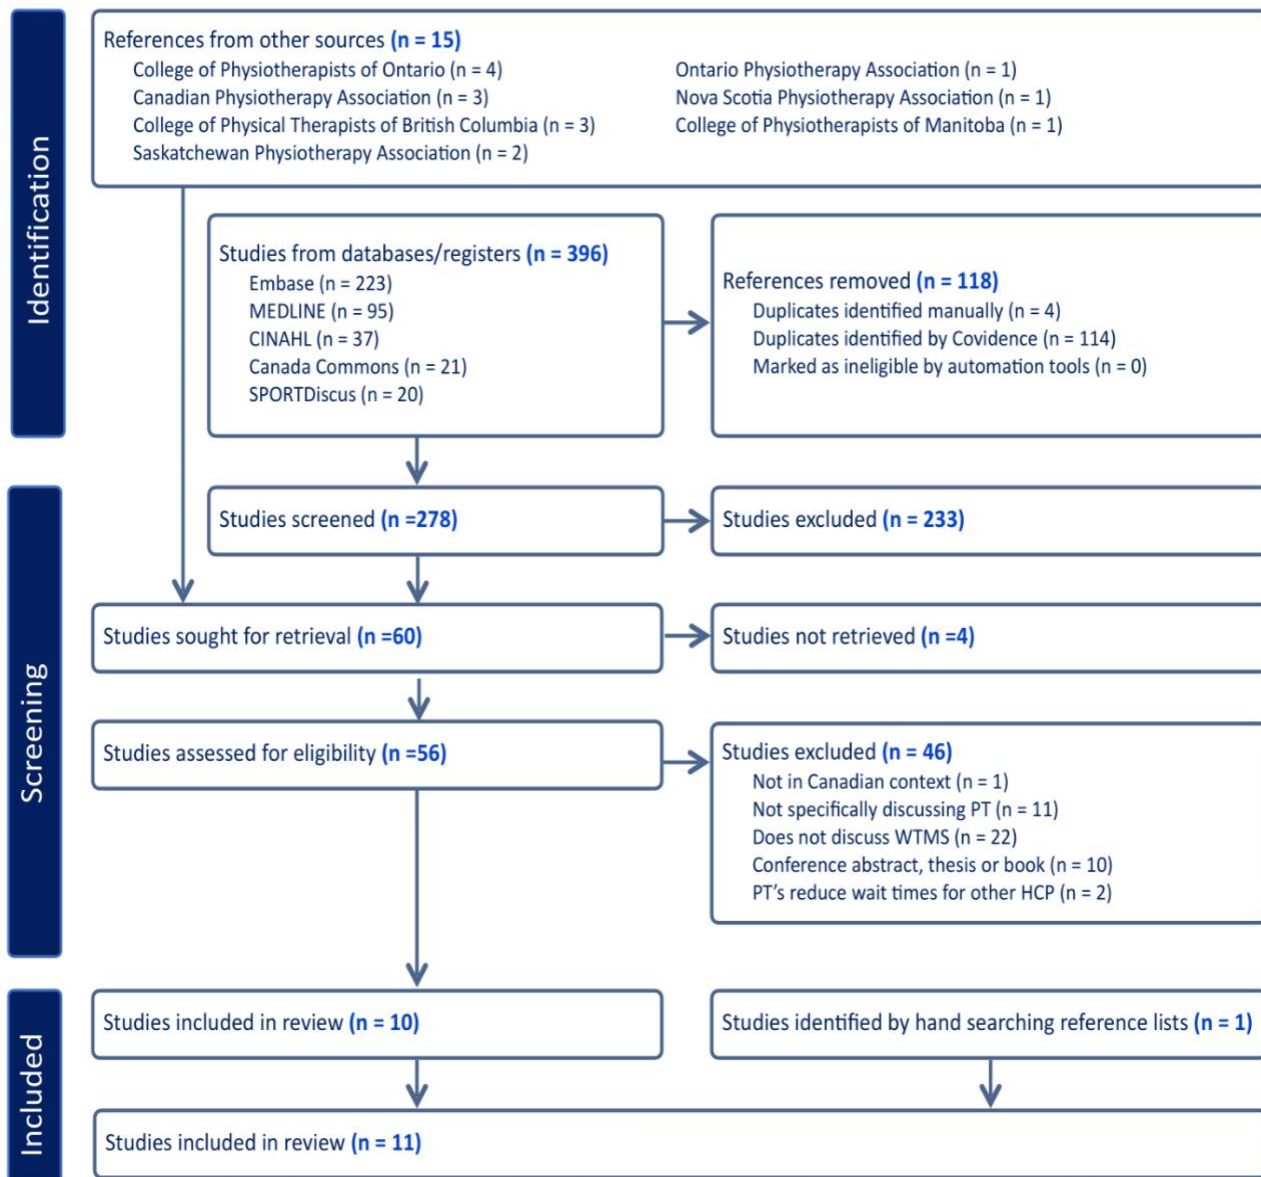 Identification
References from other sources (n = 15)
College of Physiotherapists of Ontario (n = 4)
Canadian Physiotherapy Association (n = 3)
College of Physical Therapists of British Columbia (n = 3)
Saskatchewan Physiotherapy Association (n = 2)
Ontario Physiotherapy Association (n = 1)
Nova Scotia Physiotherapy Association (n = 1)
College of Physiotherapists of Manitoba (n = 1)
Studies from databases/registers (n = 396)
Embase (n = 223)
MEDLINE (n = 95)
CINAHL (n = 37)
Canada Commons (n = 21)
SPORTDiscus (n = 20)
References removed (n = 118)
Duplicates identified manually (n = 4)
Duplicates identified by Covidence (n = 114)
Marked as ineligible by automation tools (n = 0)
Screening
Studies screened (n =278)
Studies excluded (n = 233)
Studies sought for retrieval (n =60)
Studies not retrieved (n =4)
Studies assessed for eligibility (n =56)
Studies excluded (n = 46)
Not in Canadian context (n = 1)
Not specifically discussing PT (n = 11)
Does not discuss WTMS (n = 22)
Conference abstract, thesis or book (n = 10)
PT's reduce wait times for other HCP (n = 2)
Included
Studies included in review (n = 10)
Studies identified by hand searching reference lists (n = 1)
Studies included in review (n = 11)